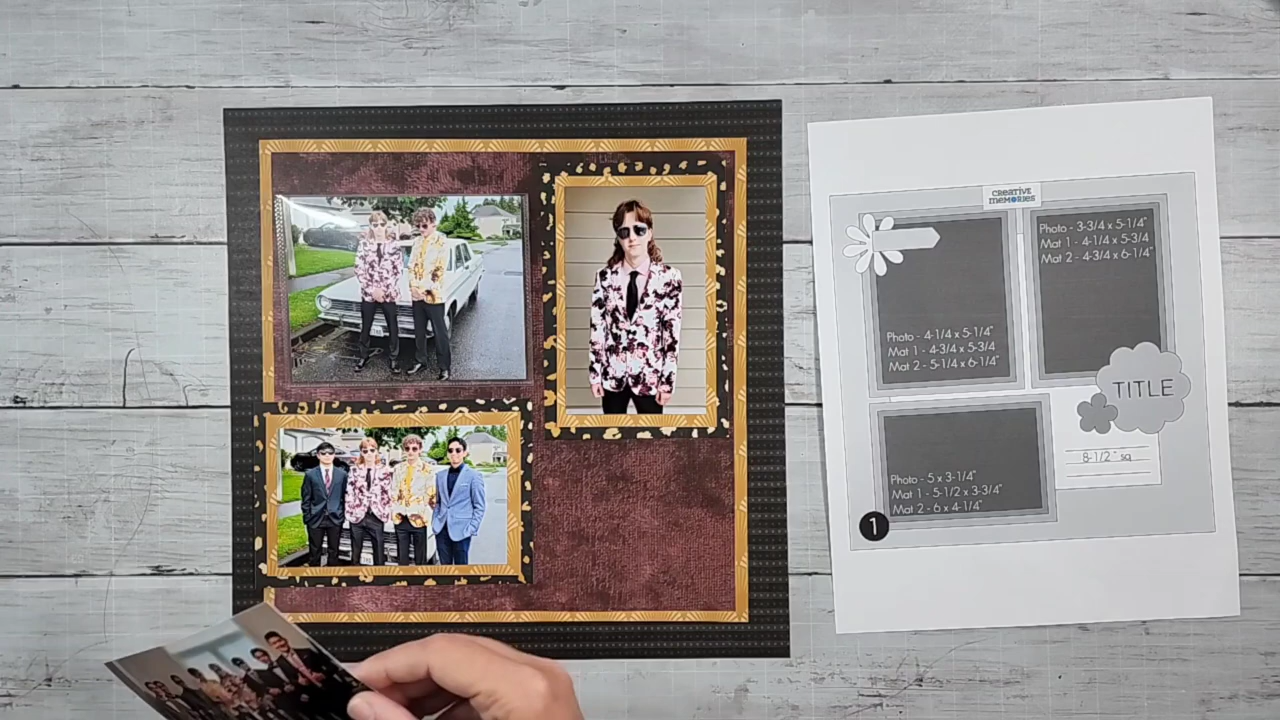 CREATIVE
MEMORIES
Photo - 3-3/4 x 5-1/4"
Mat 1 - 4-1/4 x 5-3/4
Mat 2 - 4-3/4 x 6-1/4"
Photo - 4-1/4 x 5-1/4"
Mat 1 - 4-3/4 x 5-3/4
Mat 2 - 5-1/4 x 6-1/4"
TITLE
8-1/2" sq
Photo - 5 x 3-1/4"
Mat 1 - 5-1/2 x 3-3/4"
Mat 2 - 6 x 4-1/4"
1